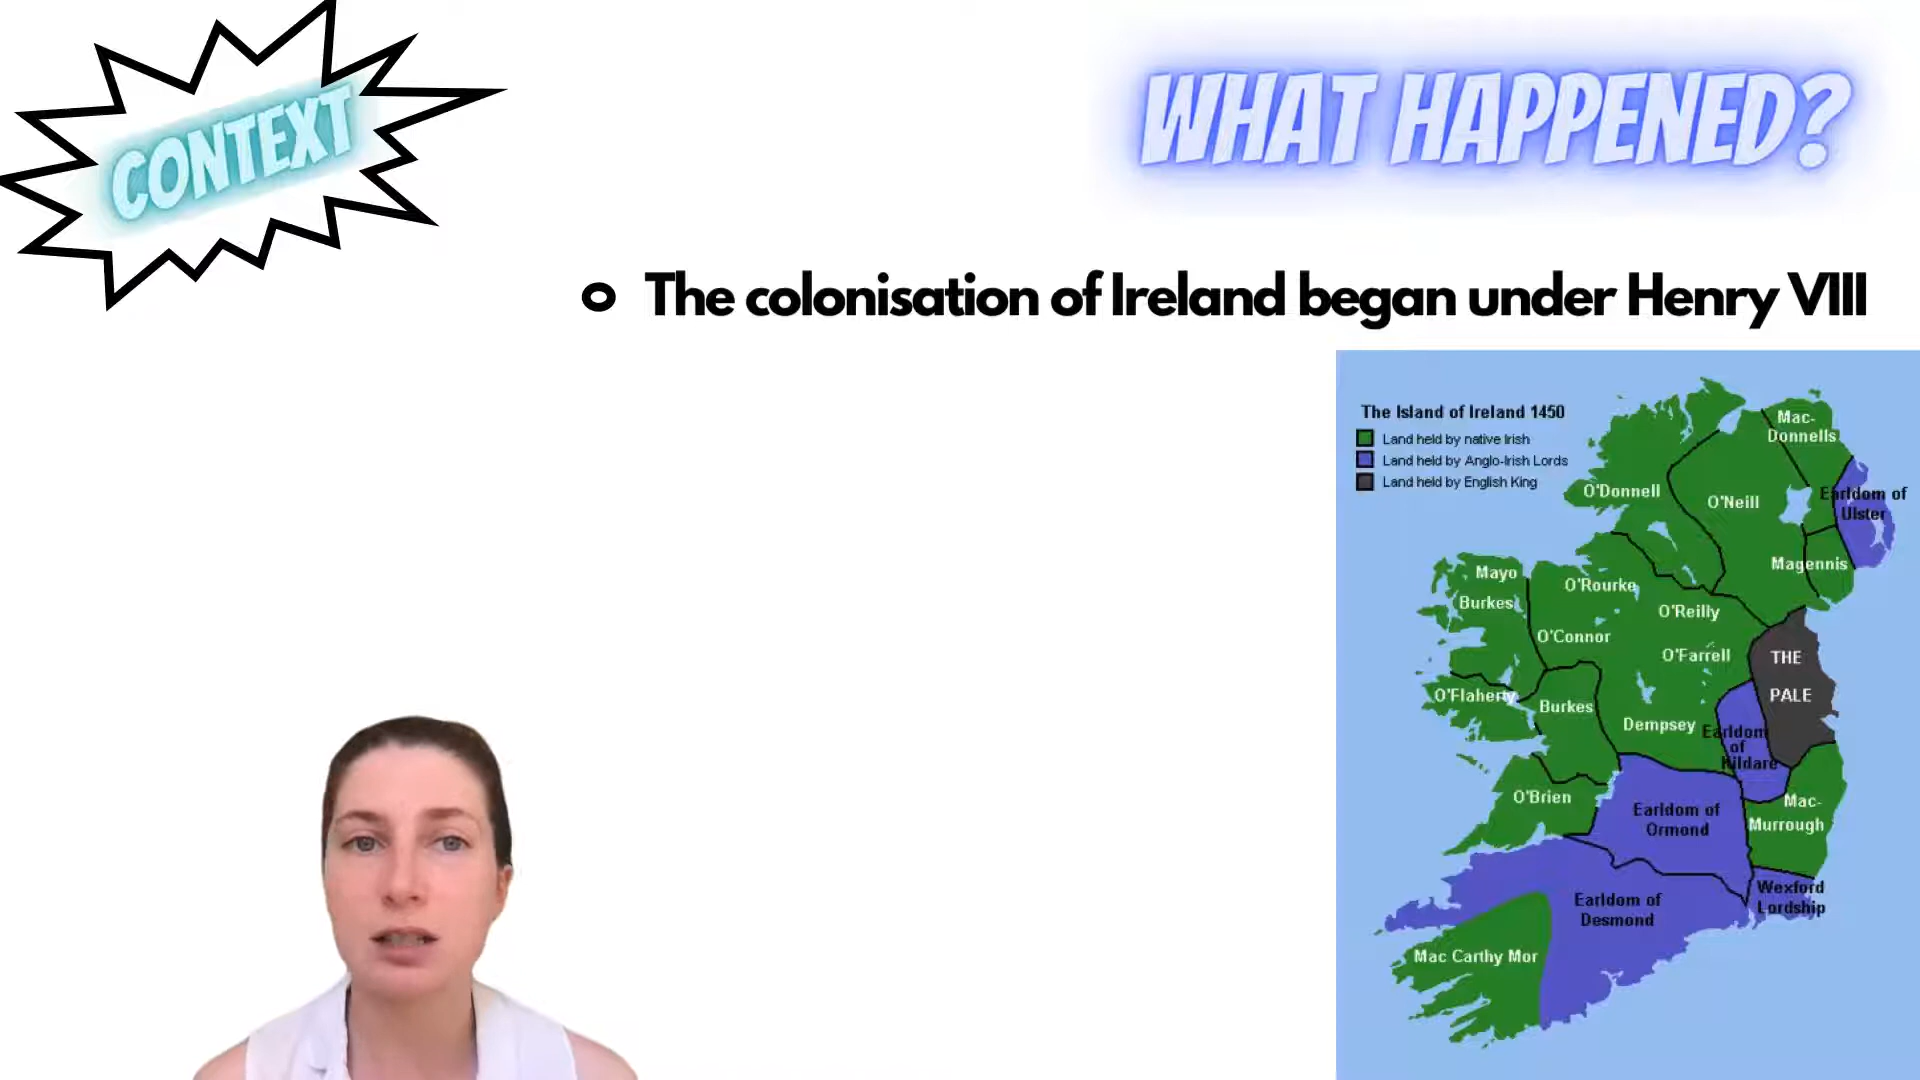 CONTEXT
WHAT HAPPENED?
The colonisation of Ireland began under Henry VIII
The Island of Ireland 1450
Land held by native Irish
Land held by Anglo-Irish Lords
Land held by English King
Mac-
Donnells
O'Donnell
O'Neill
Earldom of
Ulster
Magennis
Mayo
Burkes
O'Rourke
O'Reilly
O'Connor
O'Farrell
THE
PALE
O'Flaherty
Burkes
Dempsey
Earldom
of
Kildare
O'Brien
Earldom of
Ormond
Mac-
Murrough
Wexford
Lordship
Earldom of
Desmond
Mac Carthy Mor